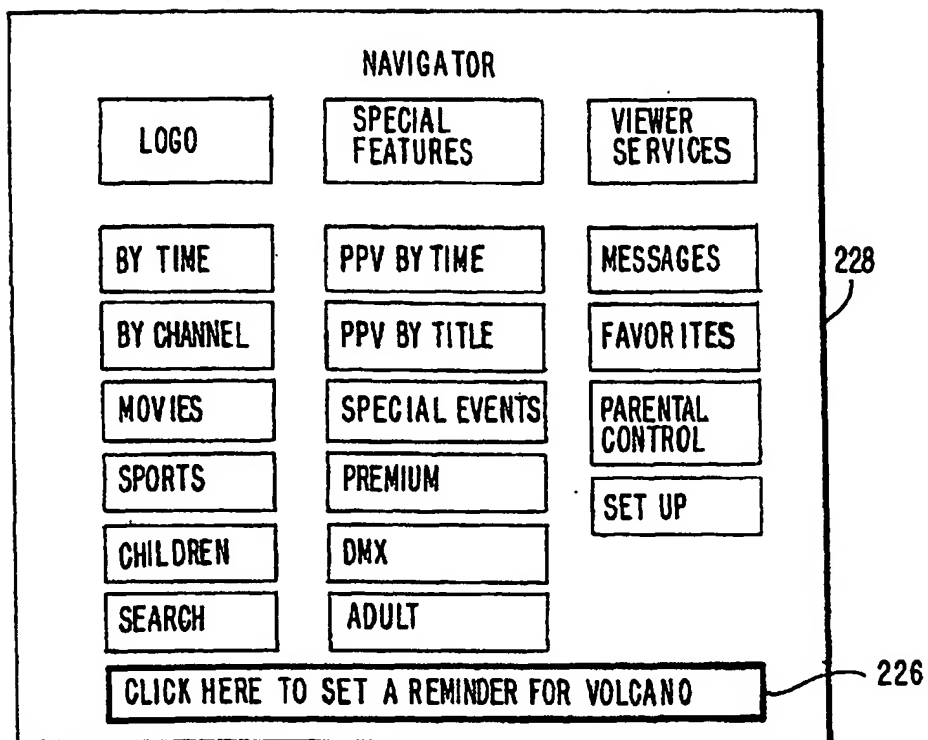 NAVIGATOR
LOGO
SPECIAL
FEATURES
VIEWER
SERVICES
BY TIME
PPV BY TIME
MESSAGES
BY CHANNEL
PPV BY TITLE
FAVORITES
MOVIES
SPECIAL EVENTS
PARENTAL
CONTROL
SPORTS
PREMIUM
SET UP
CHILDREN
DMX
SEARCH
ADULT
CLICK HERE TO SET A REMINDER FOR VOLCANO
228
226